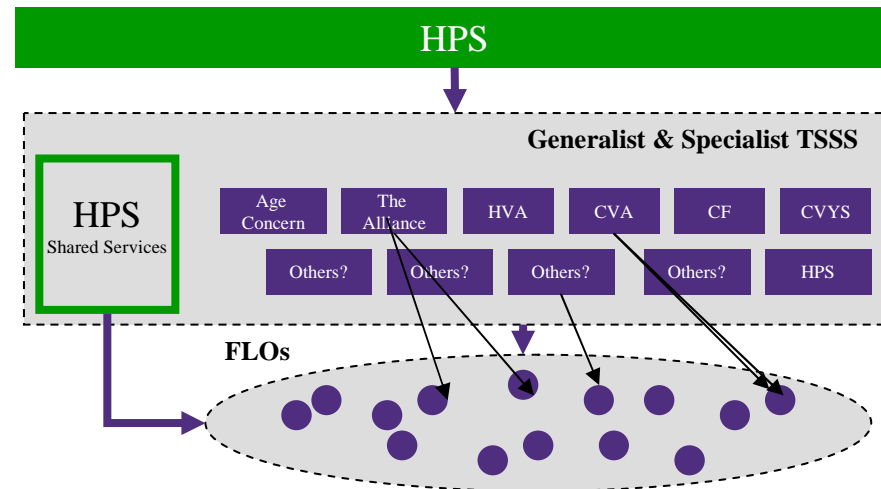 HPS
Generalist & Specialist TSSS
HPS
Shared Services
Age
Concern
The
Alliance
HVA
CVA
CF
CVYS
Others?
Others?
Others?
Others?
HPS
FLOs